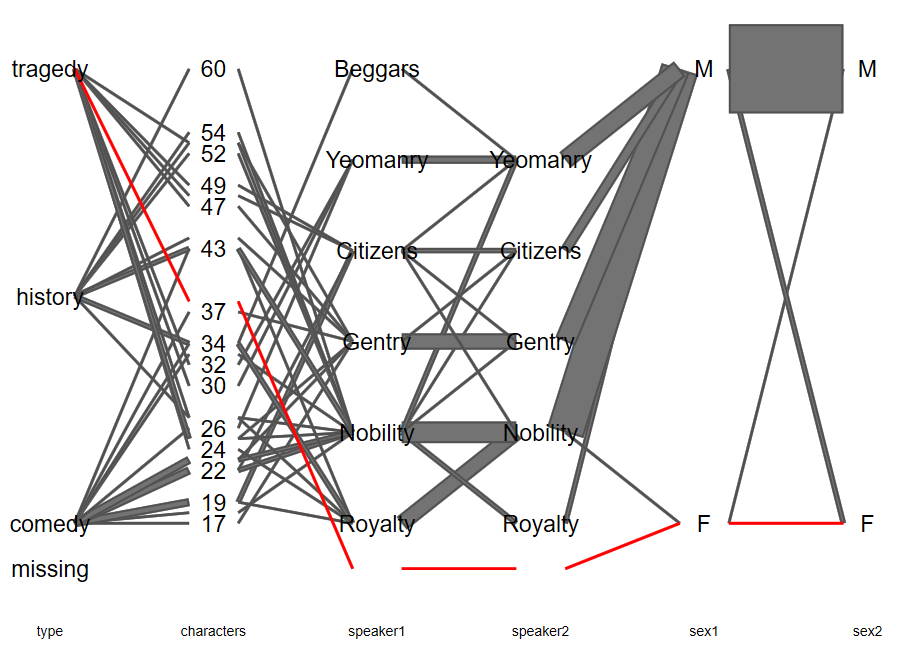 tragedy 60 Beggars M M
54
52 Yeomanry Yeomanry
49
47
43 Citizens Citizens
history
37
34 Gentry Gentry
32
30
26 Nobility Nobility
24
22
19
comedy 17 Royalty Royalty F F
missing
type characters speaker1 speaker2 sex1 sex2